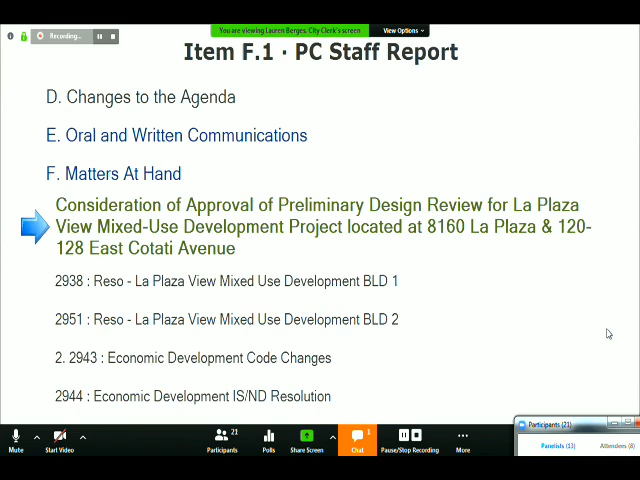 You are viewing Lauren Berges, City Clerk's screen
View Options
Recording...
Item F.1 · PC Staff Report
D. Changes to the Agenda
E. Oral and Written Communications
F. Matters At Hand
Consideration of Approval of Preliminary Design Review for La Plaza
View Mixed-Use Development Project located at 8160 La Plaza & 120-
128 East Cotati Avenue
2938 : Reso - La Plaza View Mixed Use Development BLD 1
2951 : Reso - La Plaza View Mixed Use Development BLD 2
2. 2943 : Economic Development Code Changes
2944 : Economic Development IS/ND Resolution
Participants (21)
Panelists (13)
Attendees (8)
21
1
Mute
Start Video
Participants
Polls
Share Screen
Chat
Pause/Stop Recording
More